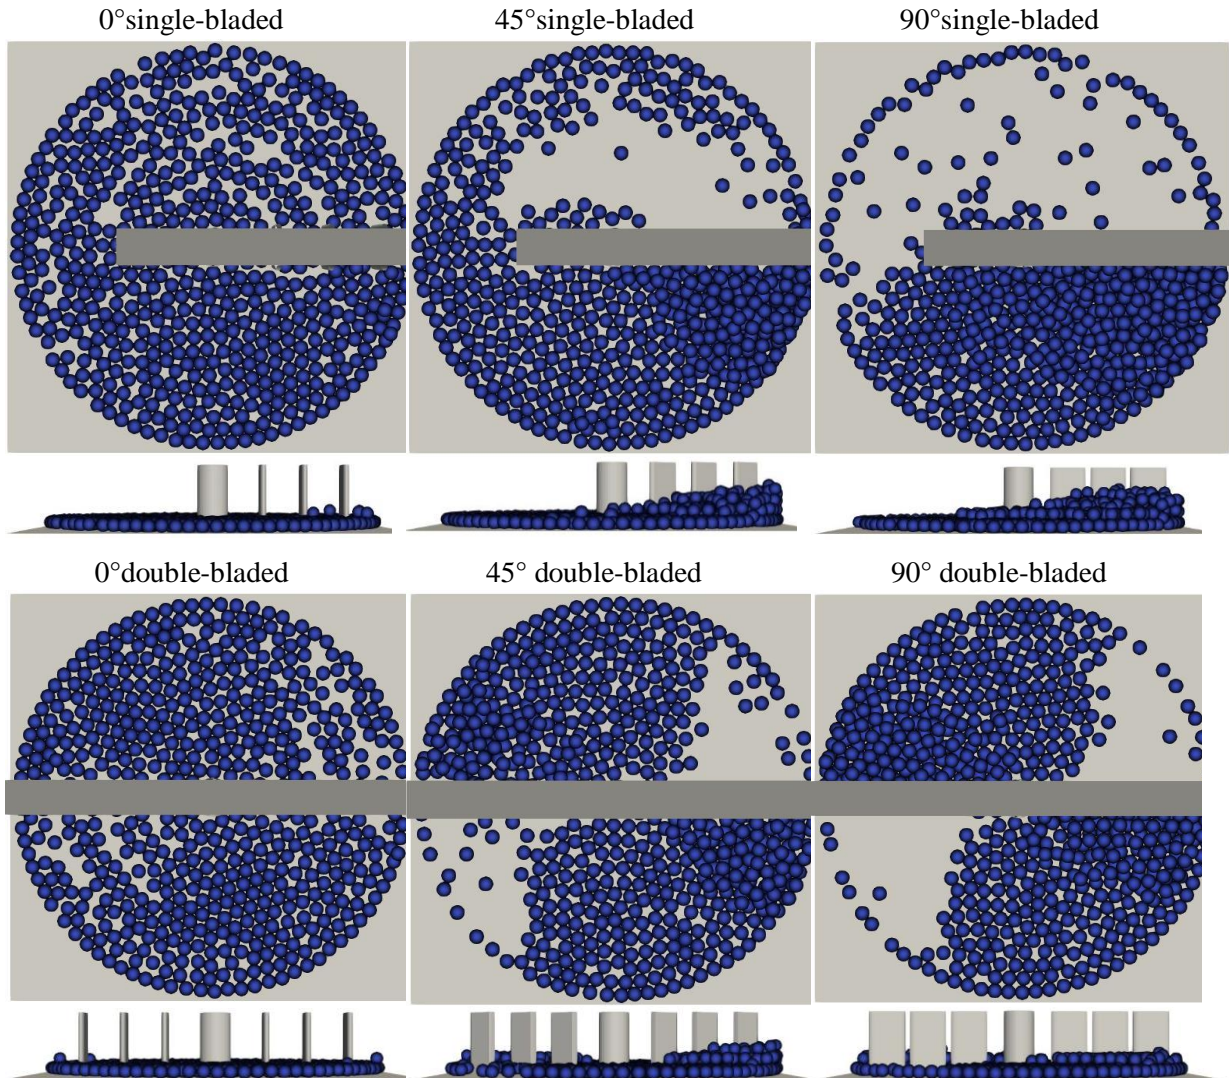 0°single-bladed
45°single-bladed
90°single-bladed
0°double-bladed
45° double-bladed
90° double-bladed